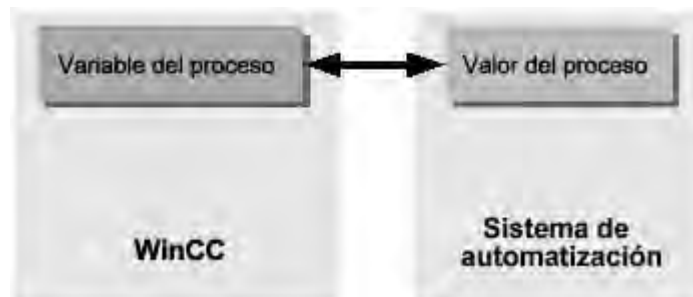 Variable del proceso
Valor del proceso
WinCC
Sistema de
automatización